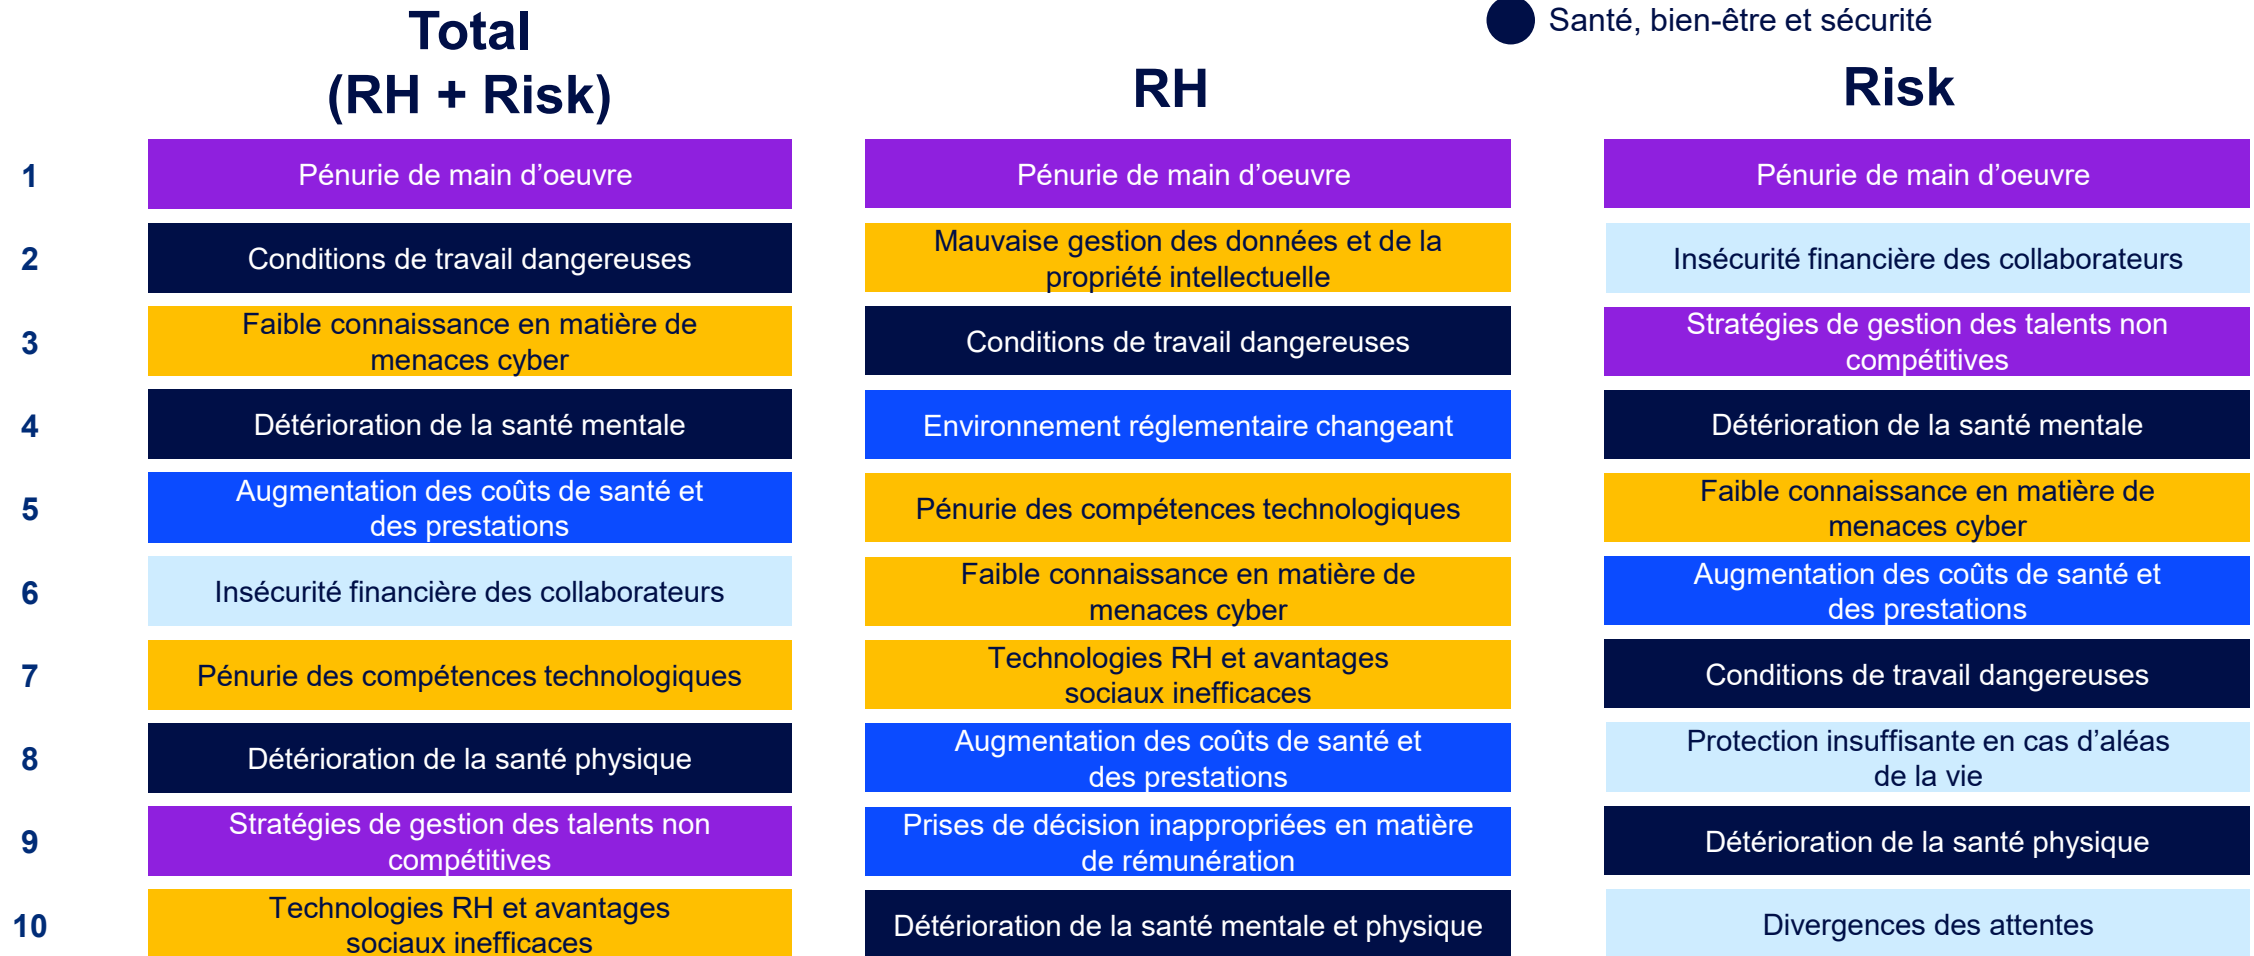 Santé, bien-être et sécurité
Total
(RH + Risk)
RH
Risk
1
Pénurie de main d’oeuvre
Pénurie de main d’oeuvre
Pénurie de main d’oeuvre
2
Conditions de travail dangereuses
Mauvaise gestion des données et de la
propriété intellectuelle
Insécurité financière des collaborateurs
3
Faible connaissance en matière de
menaces cyber
Conditions de travail dangereuses
Stratégies de gestion des talents non
compétitives
4
Détérioration de la santé mentale
Environnement réglementaire changeant
Détérioration de la santé mentale
5
Augmentation des coûts de santé et
des prestations
Pénurie des compétences technologiques
Faible connaissance en matière de
menaces cyber
6
Insécurité financière des collaborateurs
Faible connaissance en matière de
menaces cyber
Augmentation des coûts de santé et
des prestations
7
Pénurie des compétences technologiques
Technologies RH et avantages
sociaux inefficaces
Conditions de travail dangereuses
8
Détérioration de la santé physique
Augmentation des coûts de santé et
des prestations
Protection insuffisante en cas d’aléas
de la vie
9
Stratégies de gestion des talents non
compétitives
Prises de décision inappropriées en matière
de rémunération
Détérioration de la santé physique
10
Technologies RH et avantages
sociaux inefficaces
Détérioration de la santé mentale et physique
Divergences des attentes